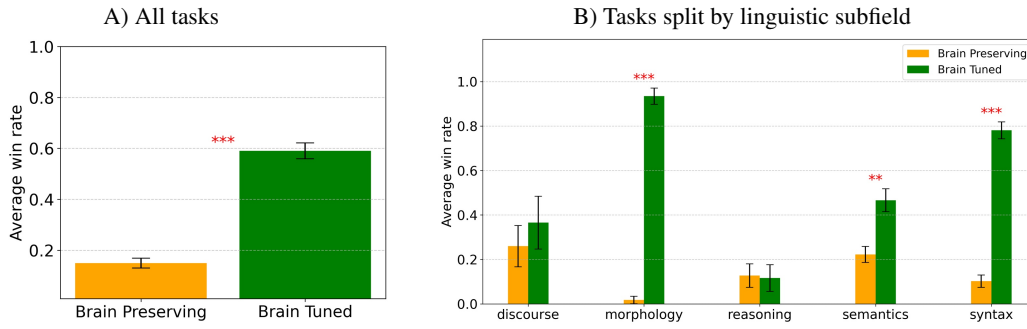 A) All tasks
Average win rate
1.0
0.8
0.6
0.4
0.2
***
Brain Preserving
Brain Tuned
B) Tasks split by linguistic subfield
Average win rate
1.0
0.8
0.6
0.4
0.2
0.0
Brain Preserving
Brain Tuned
***
**
***
discourse
morphology
reasoning
semantics
syntax